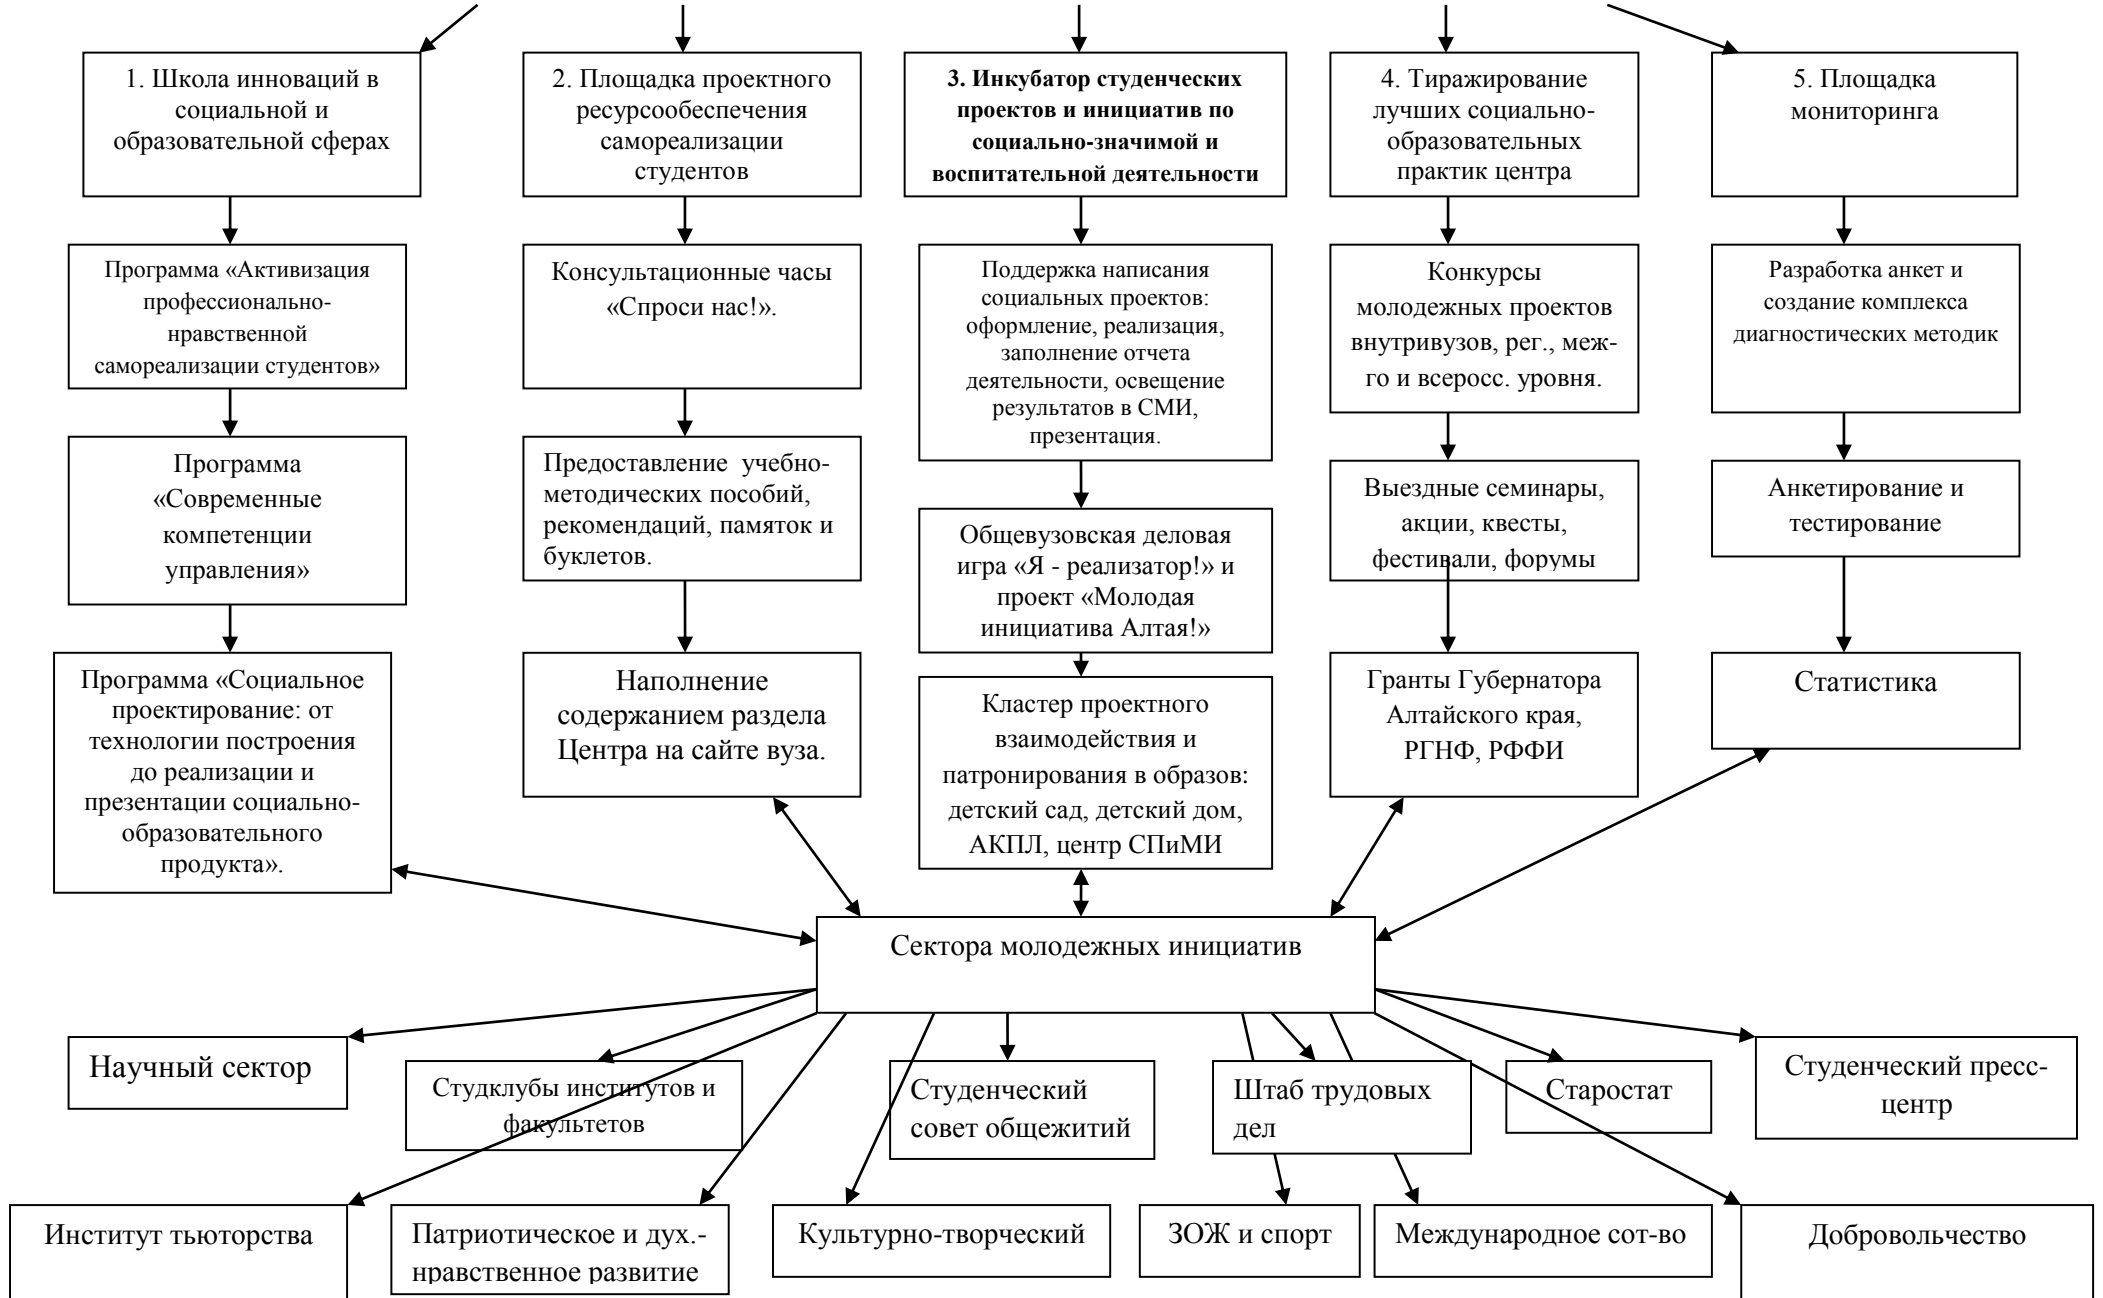 1. Школа инноваций в
социальной и
образовательной сферах
2. Площадка проектного
ресурсообеспечения
самореализации
студентов
3. Инкубатор студенческих
проектов и инициатив по
социально-значимой и
воспитательной деятельности
4. Тиражирование
лучших социально-
образовательных
практик центра
5. Площадка
мониторинга
Программа «Активизация
профессионально-
нравственной
самореализации студентов»
Консультационные часы
«Спроси нас!».
Поддержка написания
социальных проектов:
оформление, реализация,
заполнение отчета
деятельности, освещение
результатов в СМИ,
презентация.
Конкурсы
молодежных проектов
внутривузов, рег., меж-
го и всеросс. уровня.
Разработка анкет и
создание комплекса
диагностических методик
Программа
«Современные
компетенции
управления»
Предоставление учебно-
методических пособий,
рекомендаций, памяток и
буклетов.
Общевузовская деловая
игра «Я - реализатор!» и
проект «Молодая
инициатива Алтая!»
Выездные семинары,
акции, квесты,
фестивали, форумы
Анкетирование и
тестирование
Программа «Социальное
проектирование: от
технологии построения
до реализации и
презентации социально-
образовательного
продукта».
Наполнение
содержанием раздела
Центра на сайте вуза.
Кластер проектного
взаимодействия и
патронирования в образов:
детский сад, детский дом,
АКПЛ, центр СПиМИ
Гранты Губернатора
Алтайского края,
РГНФ, РФФИ
Статистика
Сектора молодежных инициатив
Научный сектор
Студклубы институтов и
факультетов
Студенческий
совет общежитий
Штаб трудовых
дел
Старостат
Студенческий пресс-
центр
Институт тьюторства
Патриотическое и дух.-
нравственное развитие
Культурно-творческий
ЗОЖ и спорт
Международное сот-во
Добровольчество